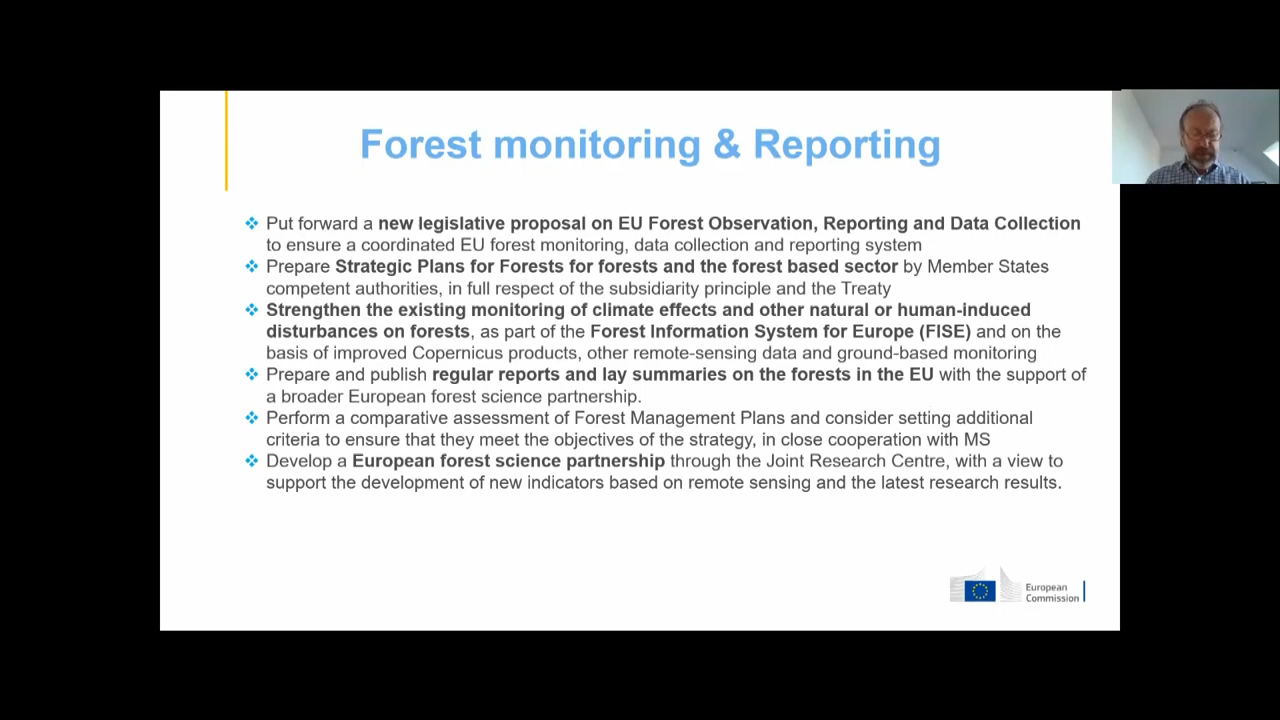 Forest monitoring & Reporting
❖ Put forward a new legislative proposal on EU Forest Observation, Reporting and Data Collection
to ensure a coordinated EU forest monitoring, data collection and reporting system
❖ Prepare Strategic Plans for Forests for forests and the forest based sector by Member States
competent authorities, in full respect of the subsidiarity principle and the Treaty
❖ Strengthen the existing monitoring of climate effects and other natural or human-induced
disturbances on forests, as part of the Forest Information System for Europe (FISE) and on the
basis of improved Copernicus products, other remote-sensing data and ground-based monitoring
❖ Prepare and publish regular reports and lay summaries on the forests in the EU with the support of
a broader European forest science partnership.
❖ Perform a comparative assessment of Forest Management Plans and consider setting additional
criteria to ensure that they meet the objectives of the strategy, in close cooperation with MS
❖ Develop a European forest science partnership through the Joint Research Centre, with a view to
support the development of new indicators based on remote sensing and the latest research results.
European
Commission